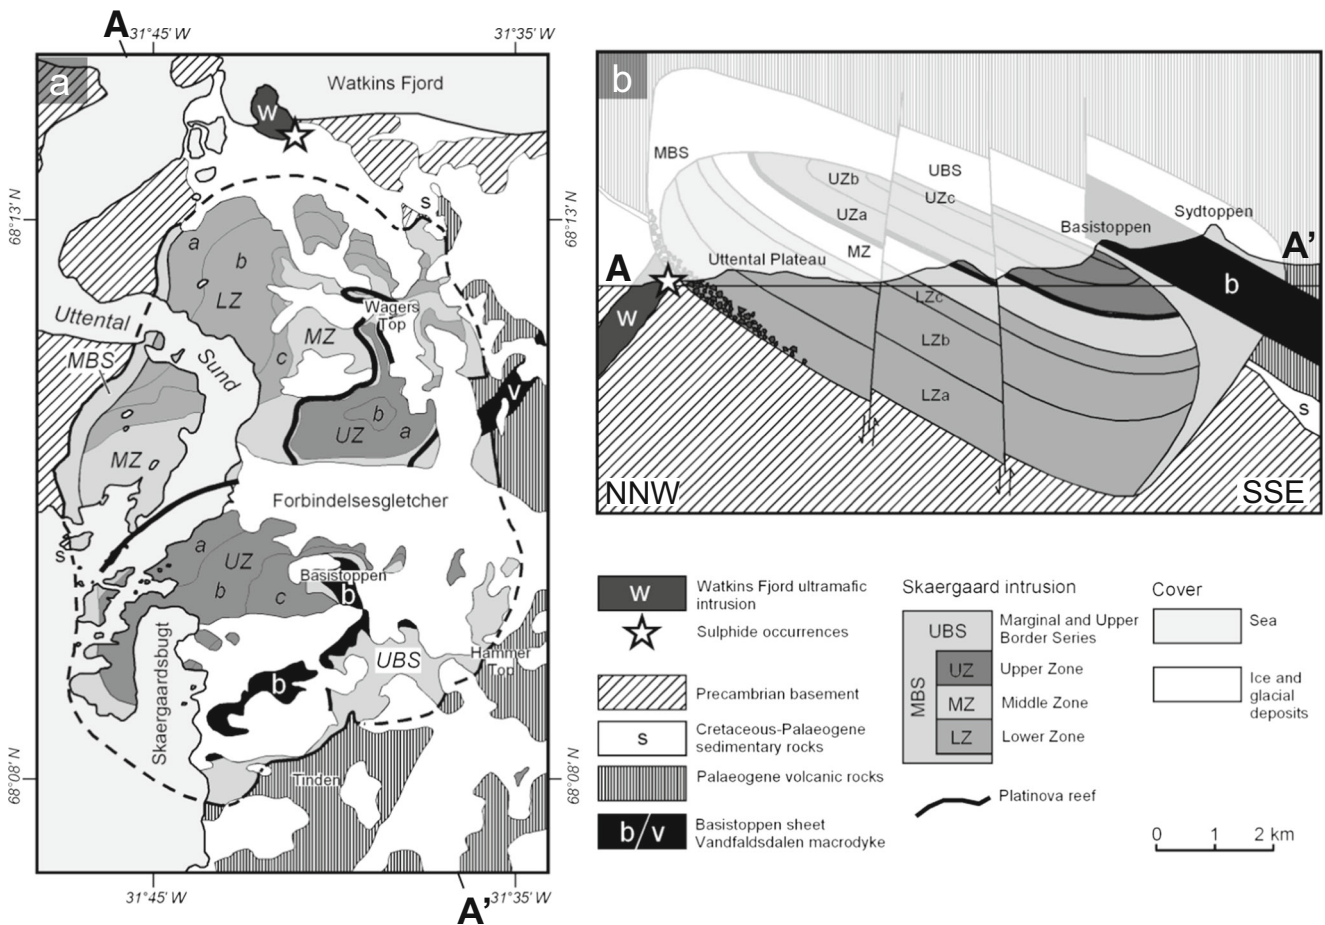 A
31°45' W
31°35' W
a
Watkins Fjord
w
68°13' N
68°13' N
s
a
b
LZ
Wagers
Top
Uttental
MZ
Sund
MBS
c
v
b
UZ
a
MZ
Forbindelsesgletcher
s
a
UZ
Basistoppen
b
b
c
Skaergaardsbugt
UBS
Hammer
Top
b
68°08' N
68°08' N
Tinden
31°45' W
31°35' W
A'
b
MBS
UBS
UZb
UZc
UZa
Sydtoppen
Basistoppen
MZ
A
Uttental Plateau
A'
LZc
b
w
LZb
LZa
s
NNW
SSE
w
Watkins Fjord ultramafic
intrusion
Sulphide occurrences
Precambrian basement
s
Cretaceous-Palaeogene
sedimentary rocks
Palaeogene volcanic rocks
b/v
Basistoppen sheet
Vandfaldsdalen macrodyke
Skaergaard intrusion
UBS
Marginal and Upper
Border Series
MBS
UZ
Upper Zone
MZ
Middle Zone
LZ
Lower Zone
Platinova reef
Cover
Sea
Ice and
glacial
deposits
0 1 2 km